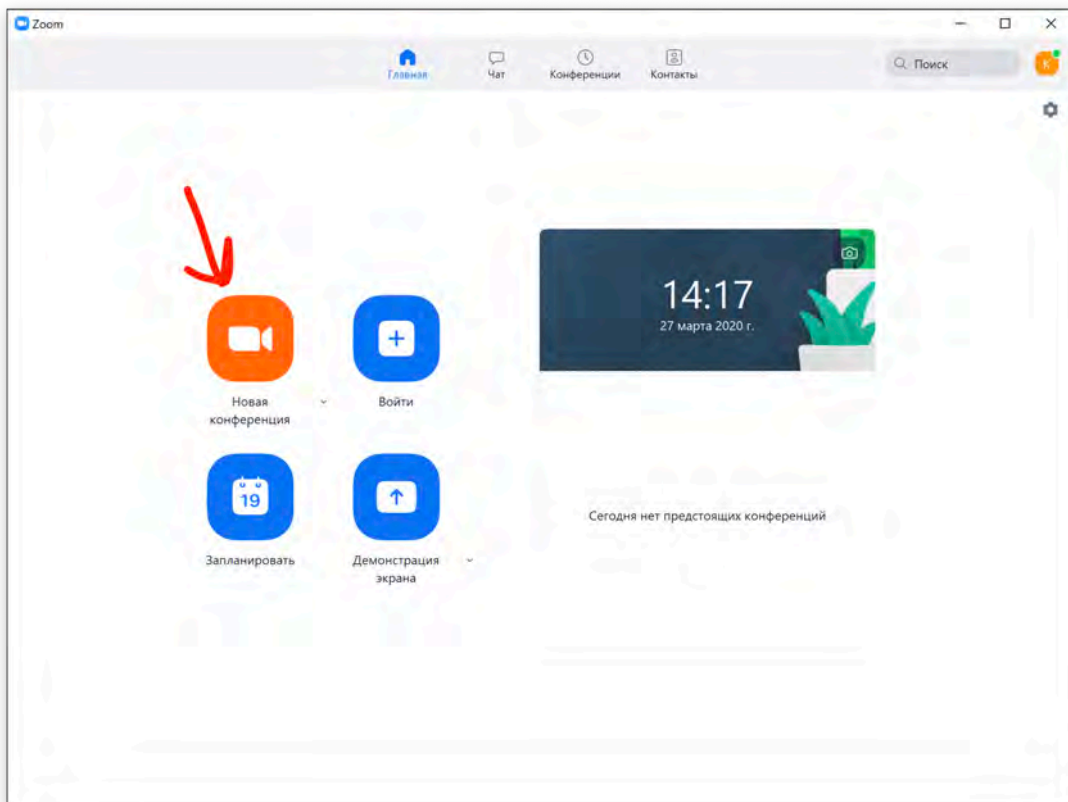 Zoom
Главная
Чат
Конференции
Контакты
Поиск
К
14:17
27 марта 2020 г.
Новая
конференция
Войти
19
Запланировать
Демонстрация
экрана
Сегодня нет предстоящих конференций